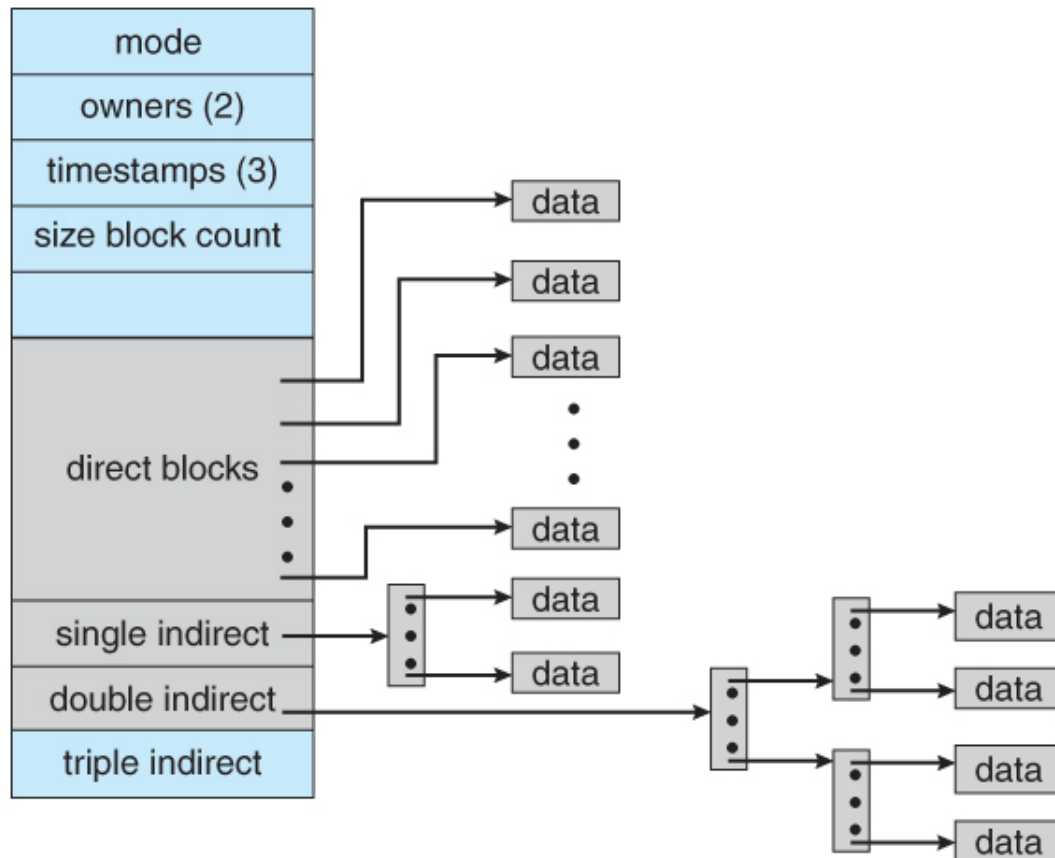 mode
owners (2)
timestamps (3)
size block count
data
data
data
direct blocks
data
data
single indirect
data
data
data
double indirect
triple indirect
data
data